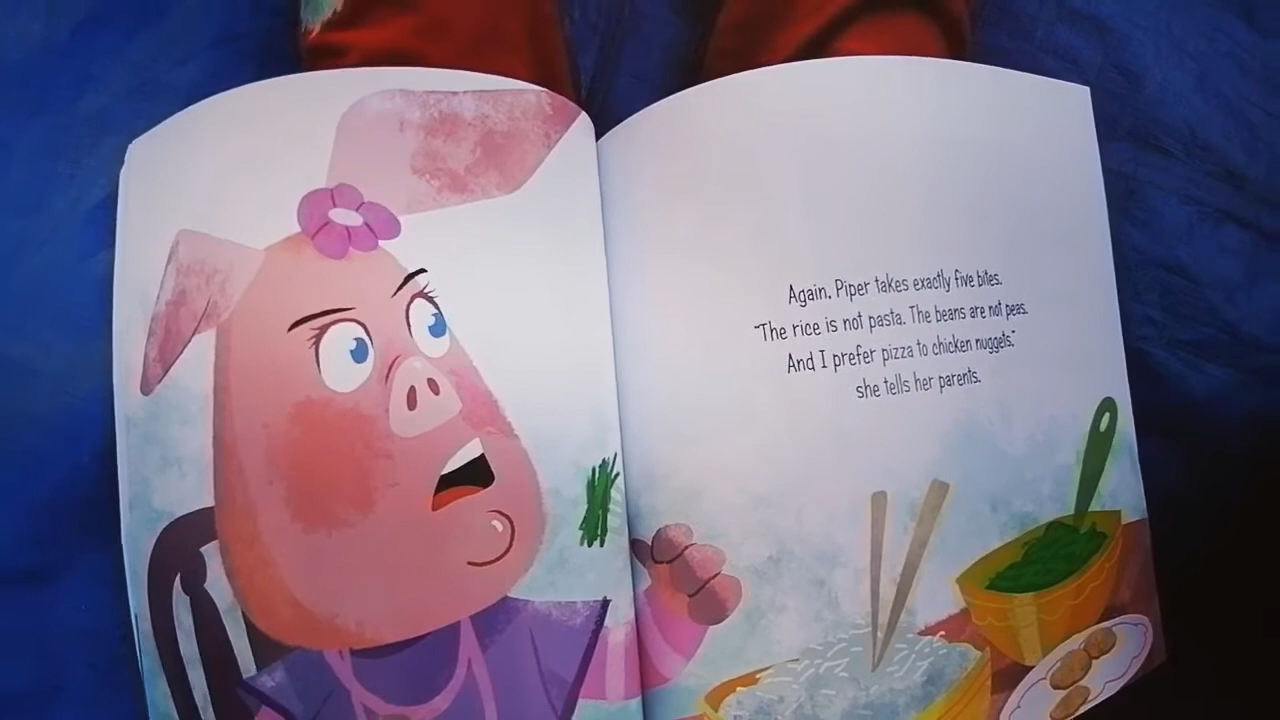 Again, Piper takes exactly five bites.
"The rice is not pasta. The beans are not peas.
And I prefer pizza to chicken nuggets,"
she tells her parents.